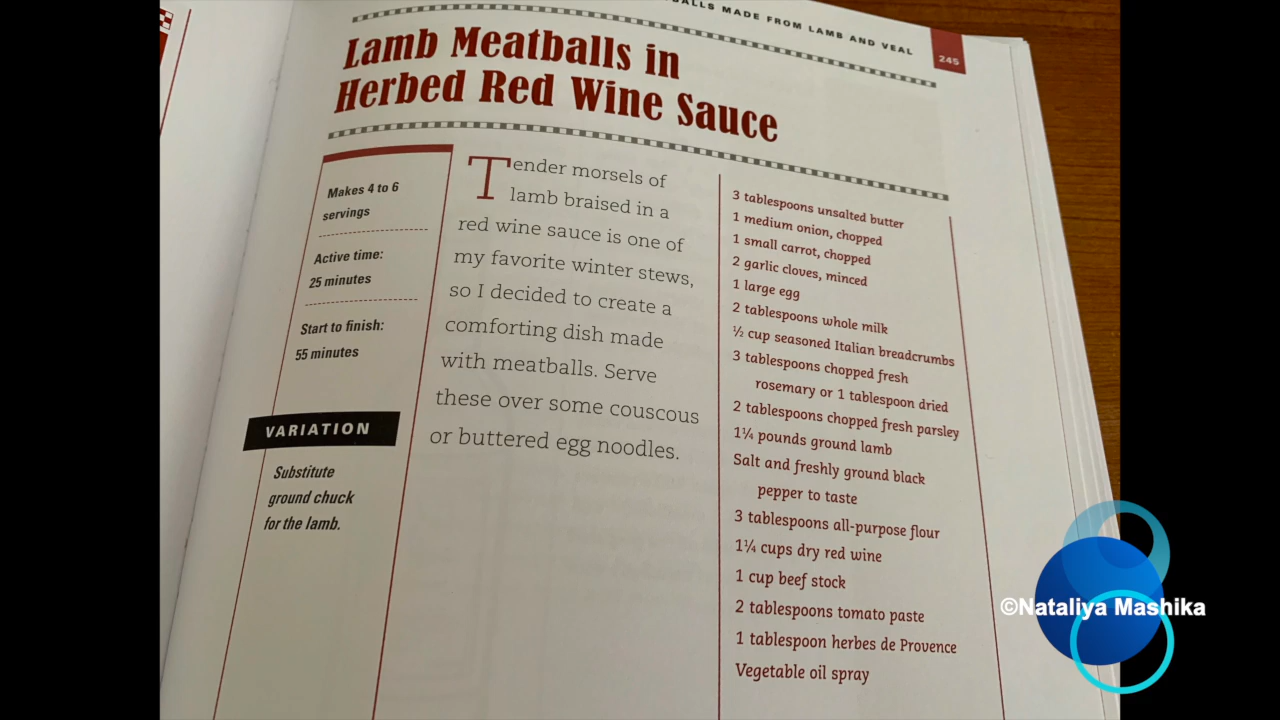 BALLS MADE FROM LAMB AND VEAL
245
Lamb Meatballs in
Herbed Red Wine Sauce
Makes 4 to 6
servings
Active time:
25 minutes
Start to finish:
55 minutes
VARIATION
Substitute
ground chuck
for the lamb.
Tender morsels of
lamb braised in a
red wine sauce is one of
my favorite winter stews,
so I decided to create a
comforting dish made
with meatballs. Serve
these over some couscous
or buttered egg noodles.
3 tablespoons unsalted butter
1 medium onion, chopped
1 small carrot, chopped
2 garlic cloves, minced
1 large egg
2 tablespoons whole milk
½ cup seasoned Italian breadcrumbs
3 tablespoons chopped fresh
rosemary or 1 tablespoon dried
2 tablespoons chopped fresh parsley
1¼ pounds ground lamb
Salt and freshly ground black
pepper to taste
3 tablespoons all-purpose flour
1¼ cups dry red wine
1 cup beef stock
2 tablespoons tomato paste
1 tablespoon herbes de Provence
Vegetable oil spray
©Nataliya Mashika